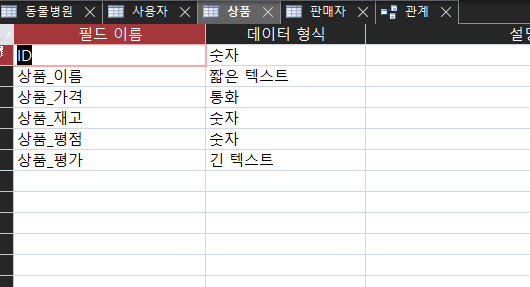 동물병원 사용자 상품 판매자 관계
필드 이름 데이터 형식 설명
ID 숫자
상품_이름 짧은 텍스트
상품_가격 통화
상품_재고 숫자
상품_평점 숫자
상품_평가 긴 텍스트